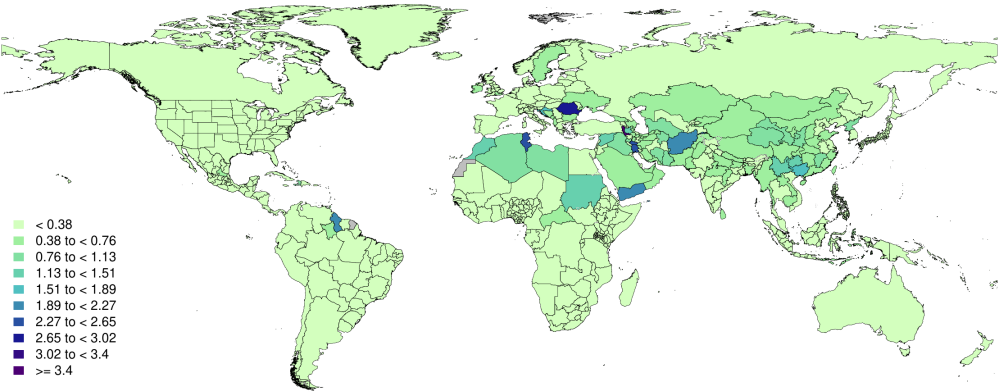 < 0.38
0.38 to < 0.76
0.76 to < 1.13
1.13 to < 1.51
1.51 to < 1.89
1.89 to < 2.27
2.27 to < 2.65
2.65 to < 3.02
3.02 to < 3.4
>= 3.4